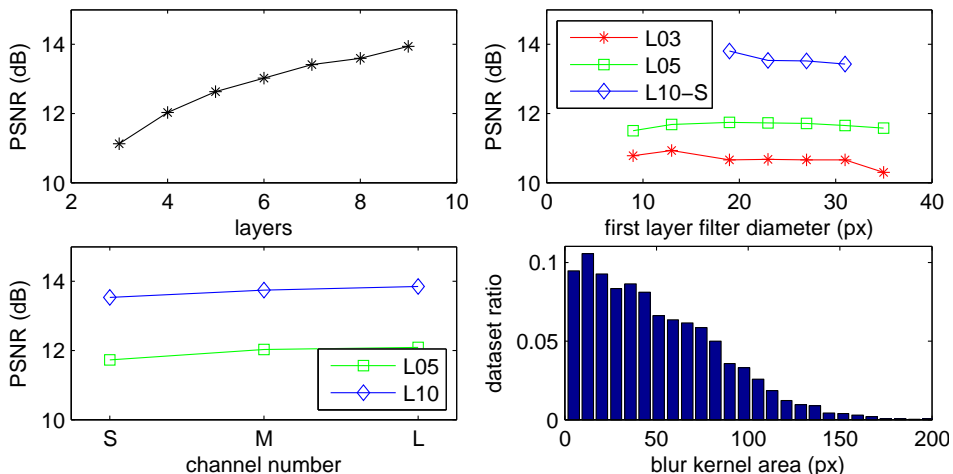 PSNR (dB)
14
12
10
2
4
6
8
10
layers
PSNR (dB)
14
12
10
0
10
20
30
40
first layer filter diameter (px)
L03
L05
L10−S
PSNR (dB)
14
12
10
S
M
L
channel number
L05
L10
dataset ratio
0.1
0.05
0
0
50
100
150
200
blur kernel area (px)